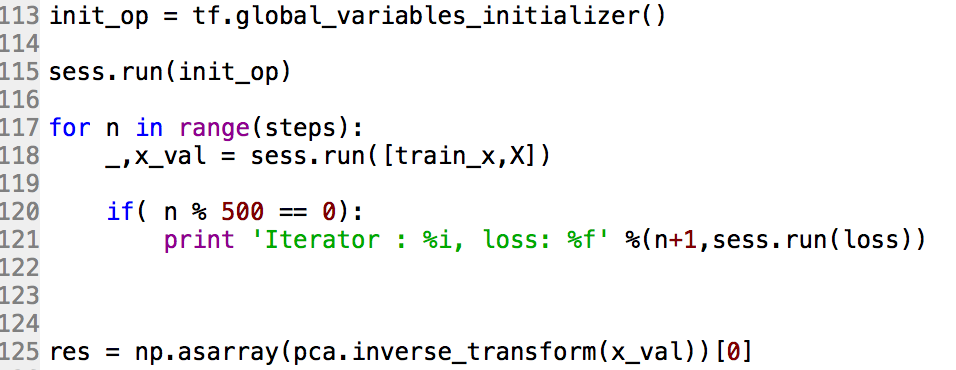 113 init_op = tf.global_variables_initializer()
114
115 sess.run(init_op)
116
117 for n in range(steps):
118     _,x_val = sess.run([train_x,X])
119
120     if( n % 500 == 0):
121         print 'Iterator : %i, loss: %f' %(n+1,sess.run(loss))
122
123
124
125 res = np.asarray(pca.inverse_transform(x_val))[0]